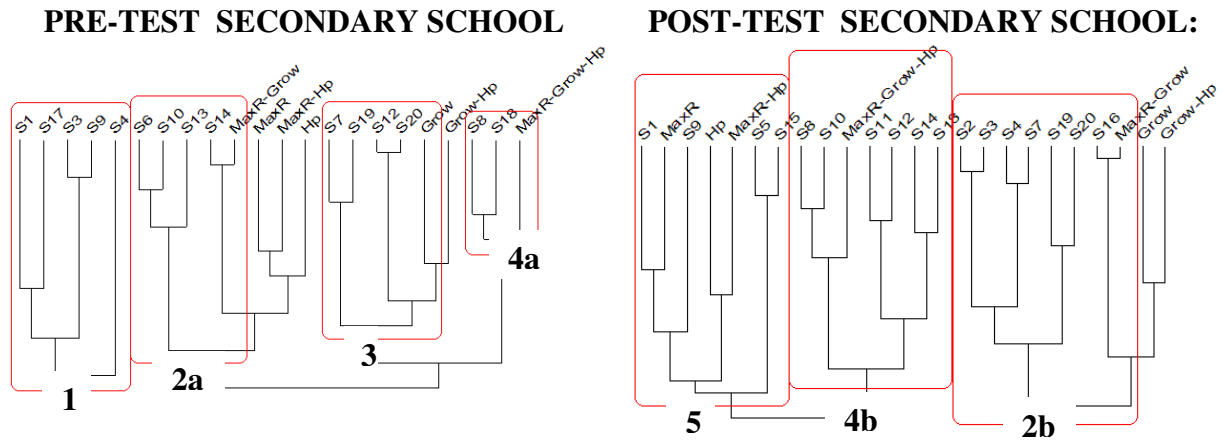 PRE-TEST SECONDARY SCHOOL
POST-TEST SECONDARY SCHOOL:
S1 S17 S3 S9 S4 S6 S10 S13 S14 MaxR-Grow MaxR MaxR-Hp Hp S7 S19 S12 S20 Grow Grow-Hp S8 S18 MaxR-Grow-Hp
S1 MaxR S9 Hp MaxR-Hp S5 S15 S8 S10 MaxR-Grow-Hp S11 S12 S14 S18 S2 S3 S4 S7 S19 S20 S16 MaxR-Grow Grow Grow-Hp
4a
3
2a
1
5
4b
2b